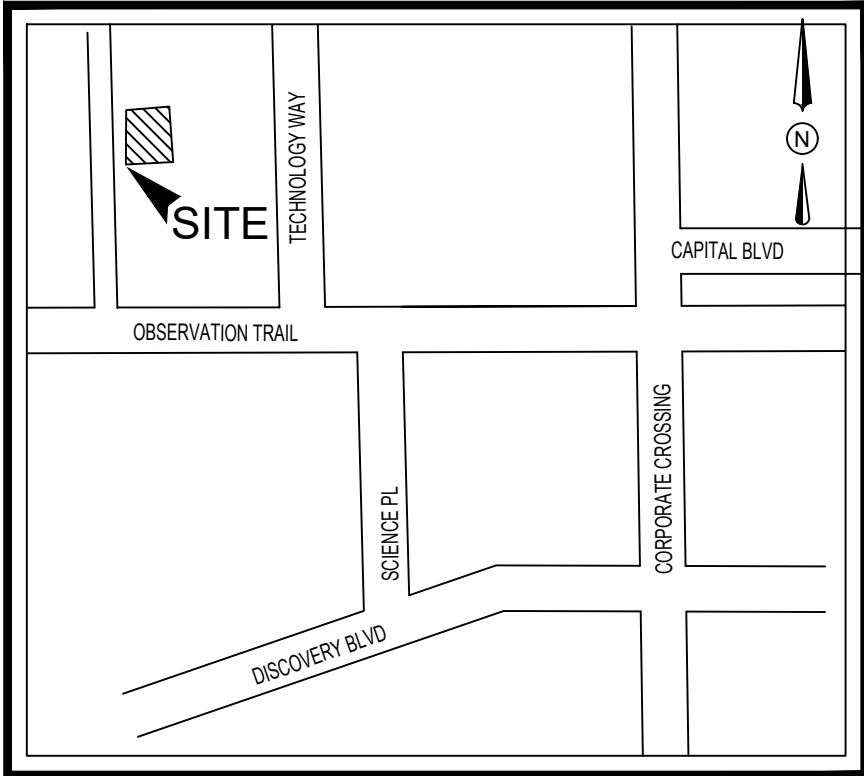 TECHNOLOGY WAY
N
SITE
CAPITAL BLVD
OBSERVATION TRAIL
SCIENCE PL
CORPORATE CROSSING
DISCOVERY BLVD